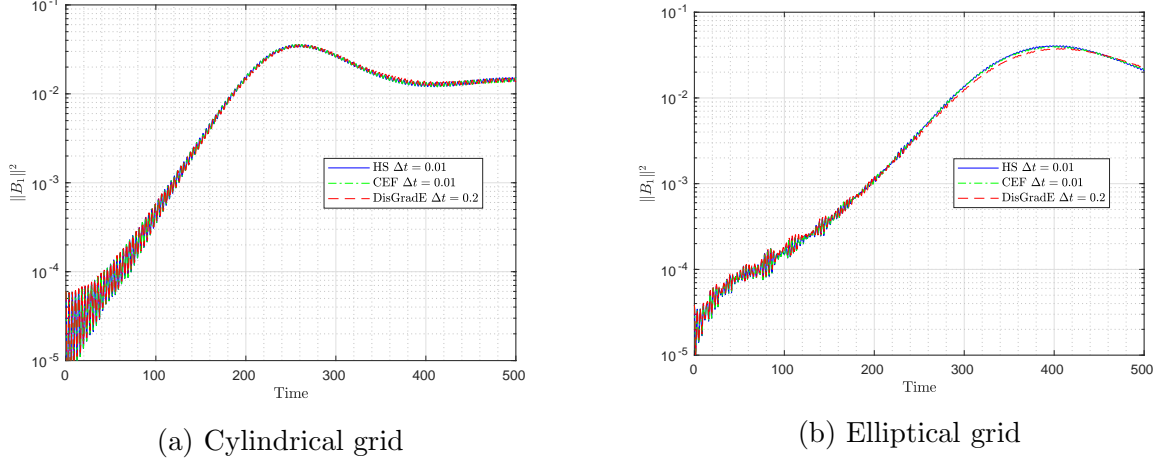 10^-1
10^-2
10^-3
10^-4
10^-5
||B_1||^2
0 100 200 300 400 500
Time
HS Δt = 0.01
CEF Δt = 0.01
DisGradE Δt = 0.2
(a) Cylindrical grid
10^-1
10^-2
10^-3
10^-4
10^-5
||B_1||^2
0 100 200 300 400 500
Time
HS Δt = 0.01
CEF Δt = 0.01
DisGradE Δt = 0.2
(b) Elliptical grid